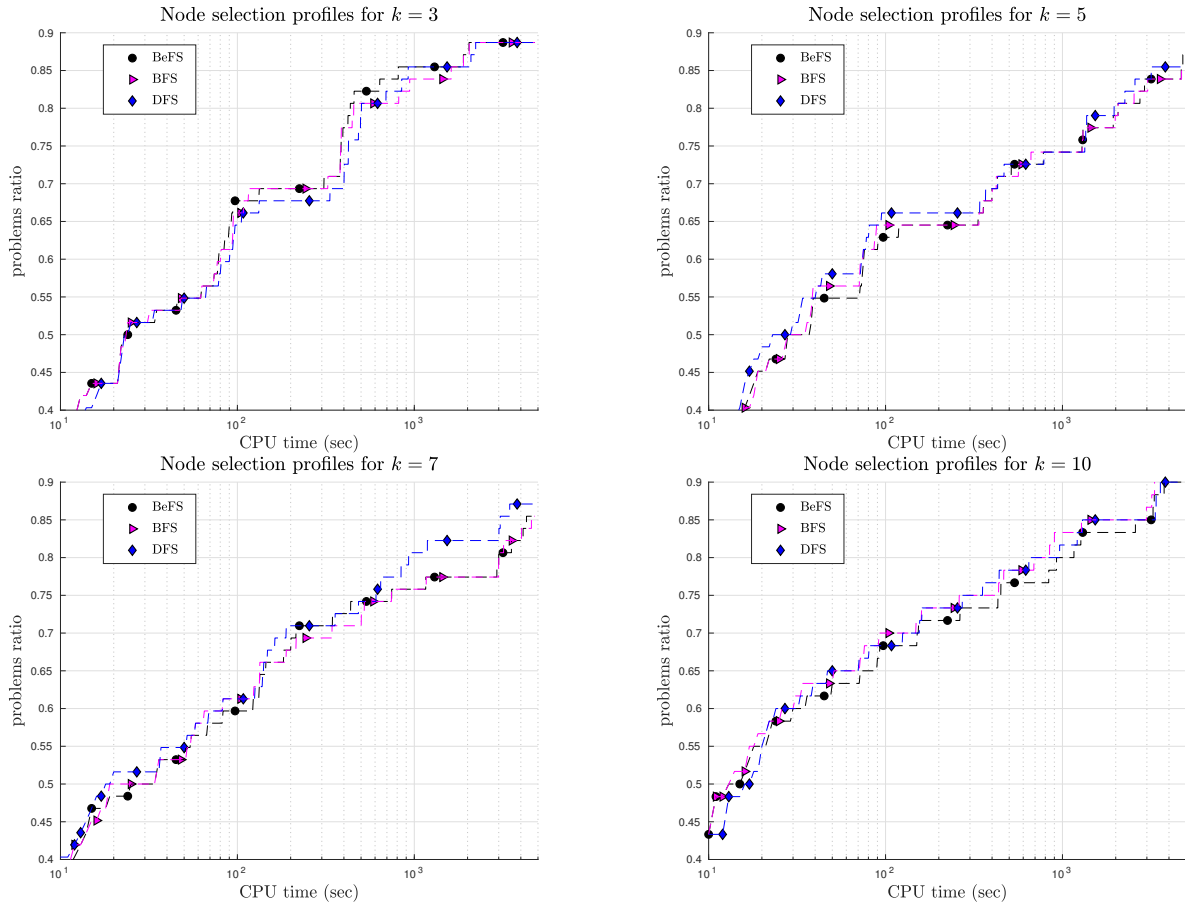 Node selection profiles for k = 3
0.9
0.85
0.8
0.75
0.7
0.65
0.6
0.55
0.5
0.45
0.4
problems ratio
BeFS
BFS
DFS
10^1
10^2
10^3
CPU time (sec)
Node selection profiles for k = 5
0.9
0.85
0.8
0.75
0.7
0.65
0.6
0.55
0.5
0.45
0.4
problems ratio
BeFS
BFS
DFS
10^1
10^2
10^3
CPU time (sec)
Node selection profiles for k = 7
0.9
0.85
0.8
0.75
0.7
0.65
0.6
0.55
0.5
0.45
0.4
problems ratio
BeFS
BFS
DFS
10^1
10^2
10^3
CPU time (sec)
Node selection profiles for k = 10
0.9
0.85
0.8
0.75
0.7
0.65
0.6
0.55
0.5
0.45
0.4
problems ratio
BeFS
BFS
DFS
10^1
10^2
10^3
CPU time (sec)